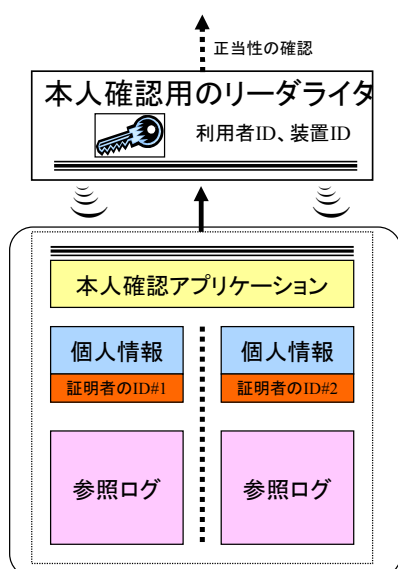 正当性の確認
本人確認用のリーダライタ
利用者ID、装置ID
本人確認アプリケーション
個人情報
証明者のID#1
個人情報
証明者のID#2
参照ログ
参照ログ